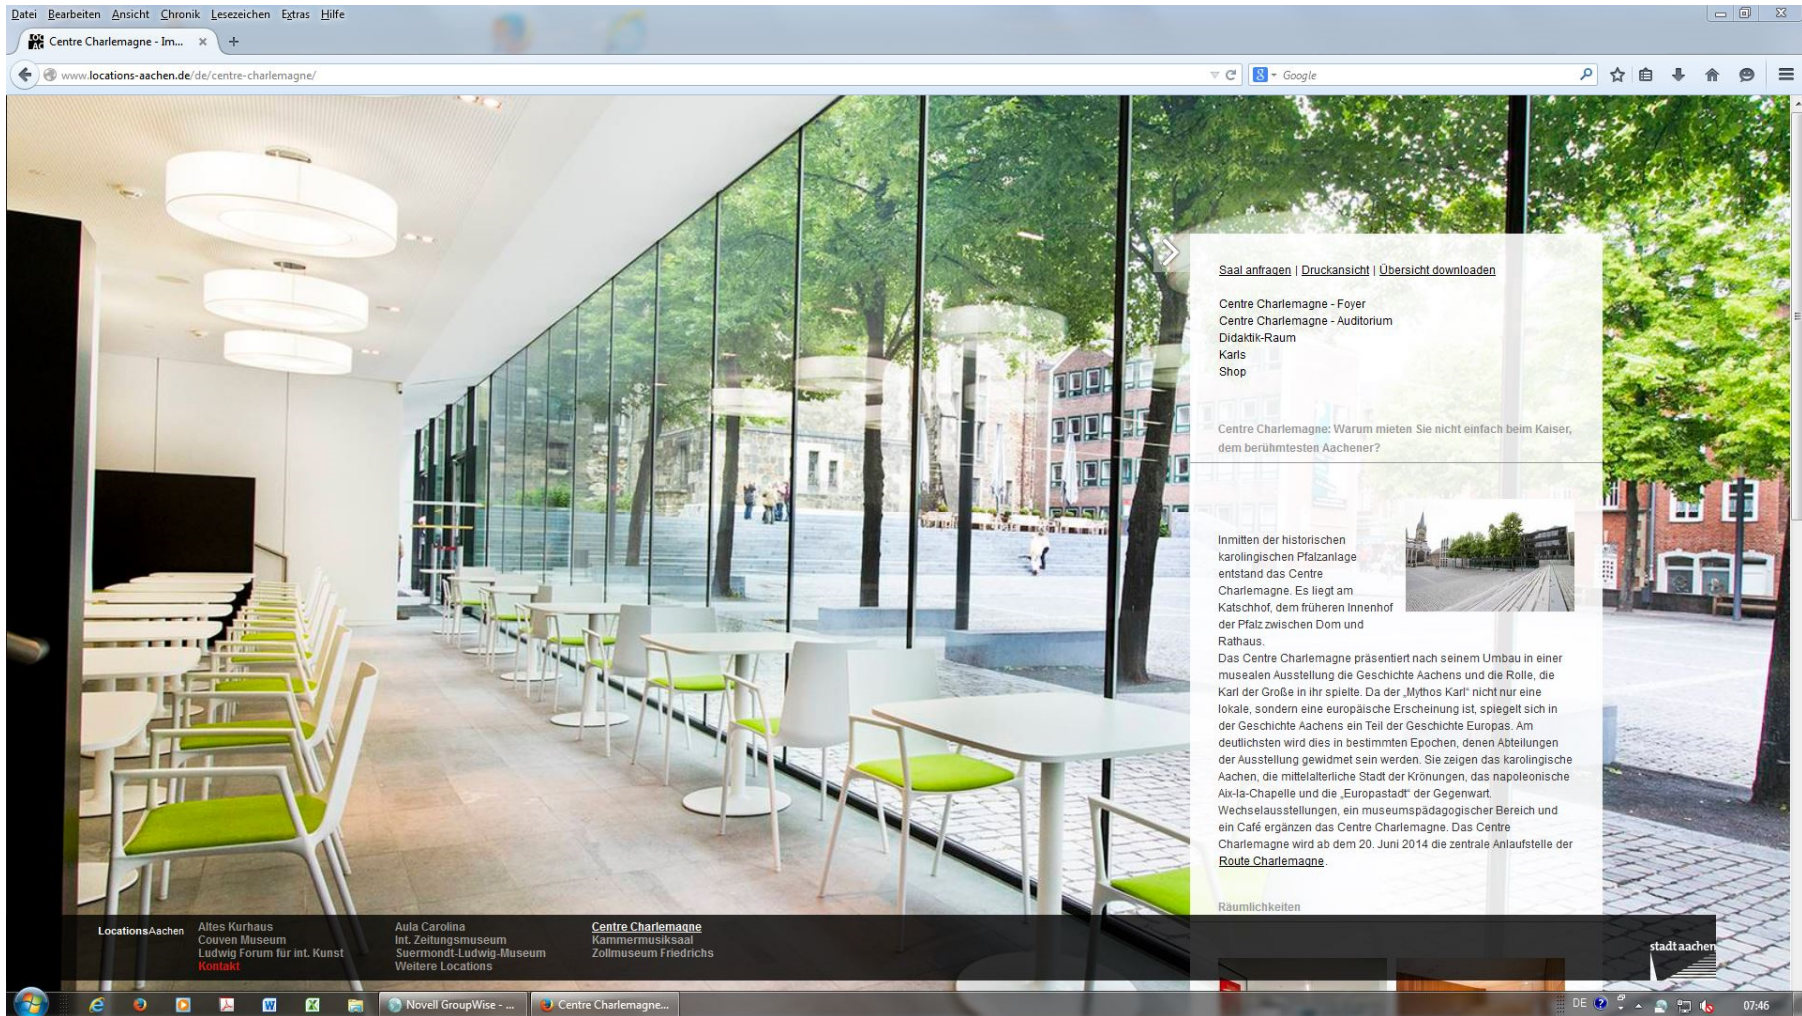 Datei Bearbeiten Ansicht Chronik Lesezeichen Extras Hilfe
Centre Charlemagne - Im...
www.locations-aachen.de/de/centre-charlemagne/
Google
Saal anfragen | Druckansicht | Übersicht downloaden
Centre Charlemagne - Foyer
Centre Charlemagne - Auditorium
Didaktik-Raum
Karls
Shop
Centre Charlemagne: Warum mieten Sie nicht einfach beim Kaiser,
dem berühmtesten Aachener?
Inmitten der historischen
karolingischen Pfalzanlage
entstand das Centre
Charlemagne. Es liegt am
Katschhof, dem früheren Innenhof
der Pfalz zwischen Dom und
Rathaus.
Das Centre Charlemagne präsentiert nach seinem Umbau in einer
musealen Ausstellung die Geschichte Aachens und die Rolle, die
Karl der Große in ihr spielte. Da der „Mythos Karl“ nicht nur eine
lokale, sondern eine europäische Erscheinung ist, spiegelt sich in
der Geschichte Aachens ein Teil der Geschichte Europas. Am
deutlichsten wird dies in bestimmten Epochen, denen Abteilungen
der Ausstellung gewidmet sein werden. Sie zeigen das karolingische
Aachen, die mittelalterliche Stadt der Krönungen, das napoleonische
Aix-la-Chapelle und die „Europastadt“ der Gegenwart.
Wechselausstellungen, ein museumspädagogischer Bereich und
ein Café ergänzen das Centre Charlemagne. Das Centre
Charlemagne wird ab dem 20. Juni 2014 die zentrale Anlaufstelle der
Route Charlemagne.
Räumlichkeiten
LocationsAachen
Altes Kurhaus
Couven Museum
Ludwig Forum für int. Kunst
Kontakt
Aula Carolina
Int. Zeitungsmuseum
Suermondt-Ludwig-Museum
Weitere Locations
Centre Charlemagne
Kammermusiksaal
Zollmuseum Friedrichs
stadt aachen
Novell GroupWise - ...
Centre Charlemagne...
DE
07:46